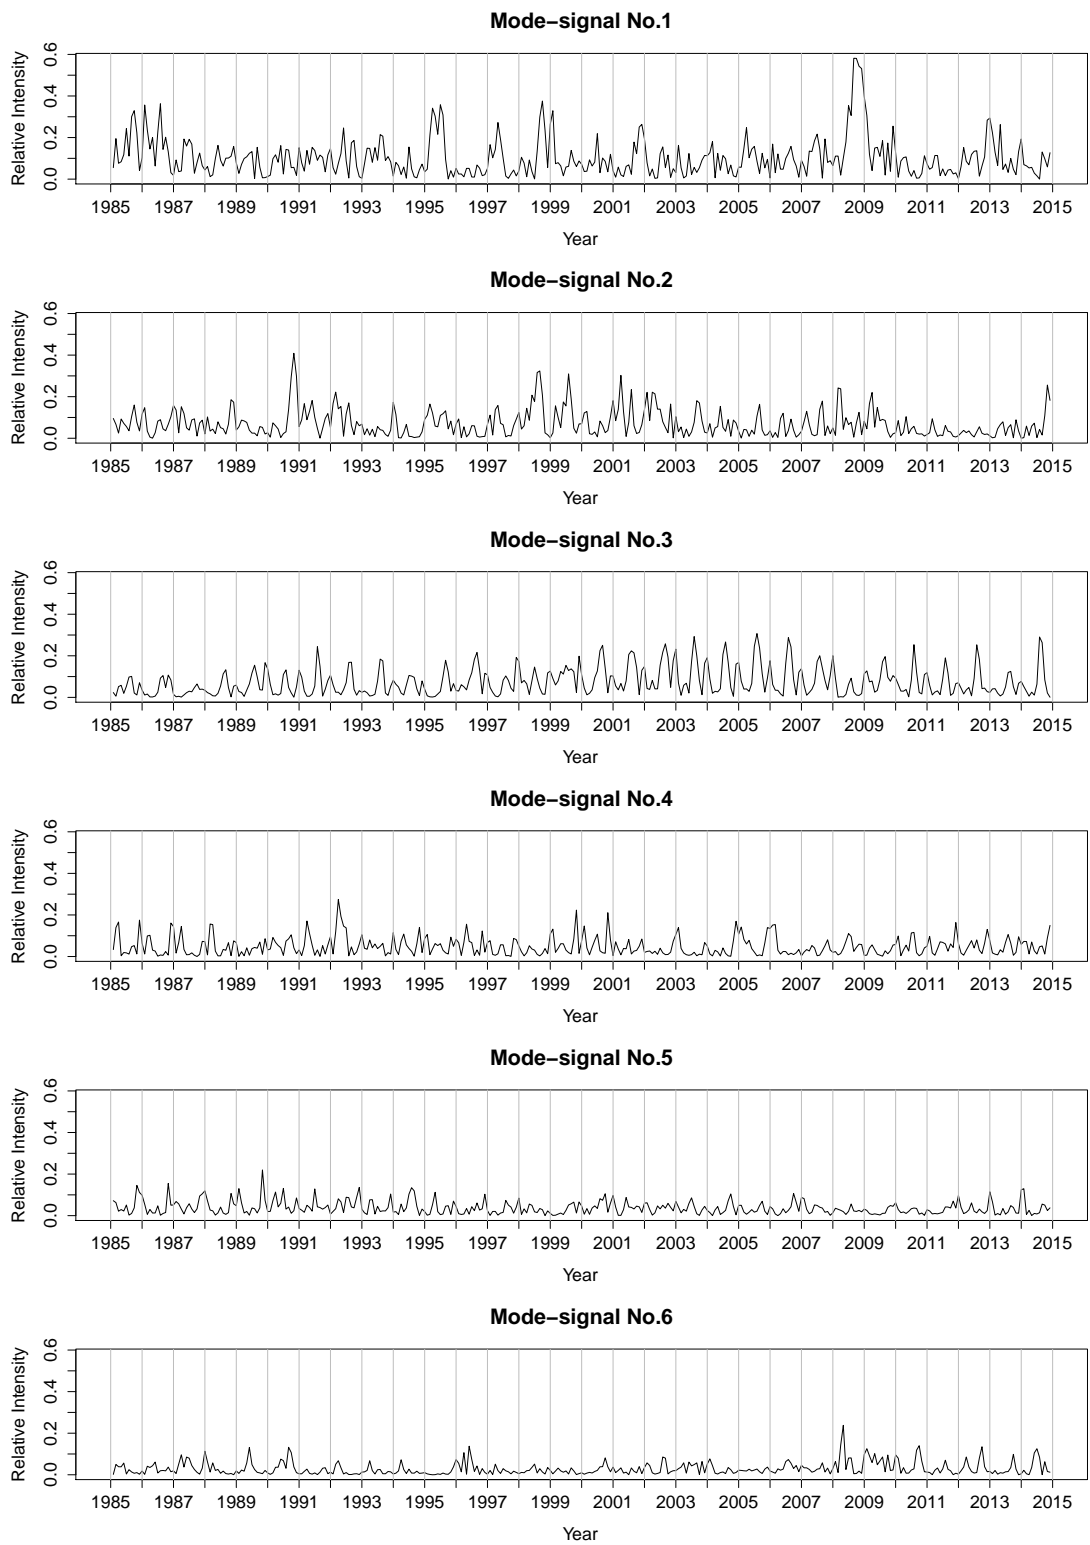 Mode−signal No.1
Relative Intensity
0.0 0.2 0.4 0.6
1985 1987 1989 1991 1993 1995 1997 1999 2001 2003 2005 2007 2009 2011 2013 2015
Year
Mode−signal No.2
Relative Intensity
0.0 0.2 0.4 0.6
1985 1987 1989 1991 1993 1995 1997 1999 2001 2003 2005 2007 2009 2011 2013 2015
Year
Mode−signal No.3
Relative Intensity
0.0 0.2 0.4 0.6
1985 1987 1989 1991 1993 1995 1997 1999 2001 2003 2005 2007 2009 2011 2013 2015
Year
Mode−signal No.4
Relative Intensity
0.0 0.2 0.4 0.6
1985 1987 1989 1991 1993 1995 1997 1999 2001 2003 2005 2007 2009 2011 2013 2015
Year
Mode−signal No.5
Relative Intensity
0.0 0.2 0.4 0.6
1985 1987 1989 1991 1993 1995 1997 1999 2001 2003 2005 2007 2009 2011 2013 2015
Year
Mode−signal No.6
Relative Intensity
0.0 0.2 0.4 0.6
1985 1987 1989 1991 1993 1995 1997 1999 2001 2003 2005 2007 2009 2011 2013 2015
Year